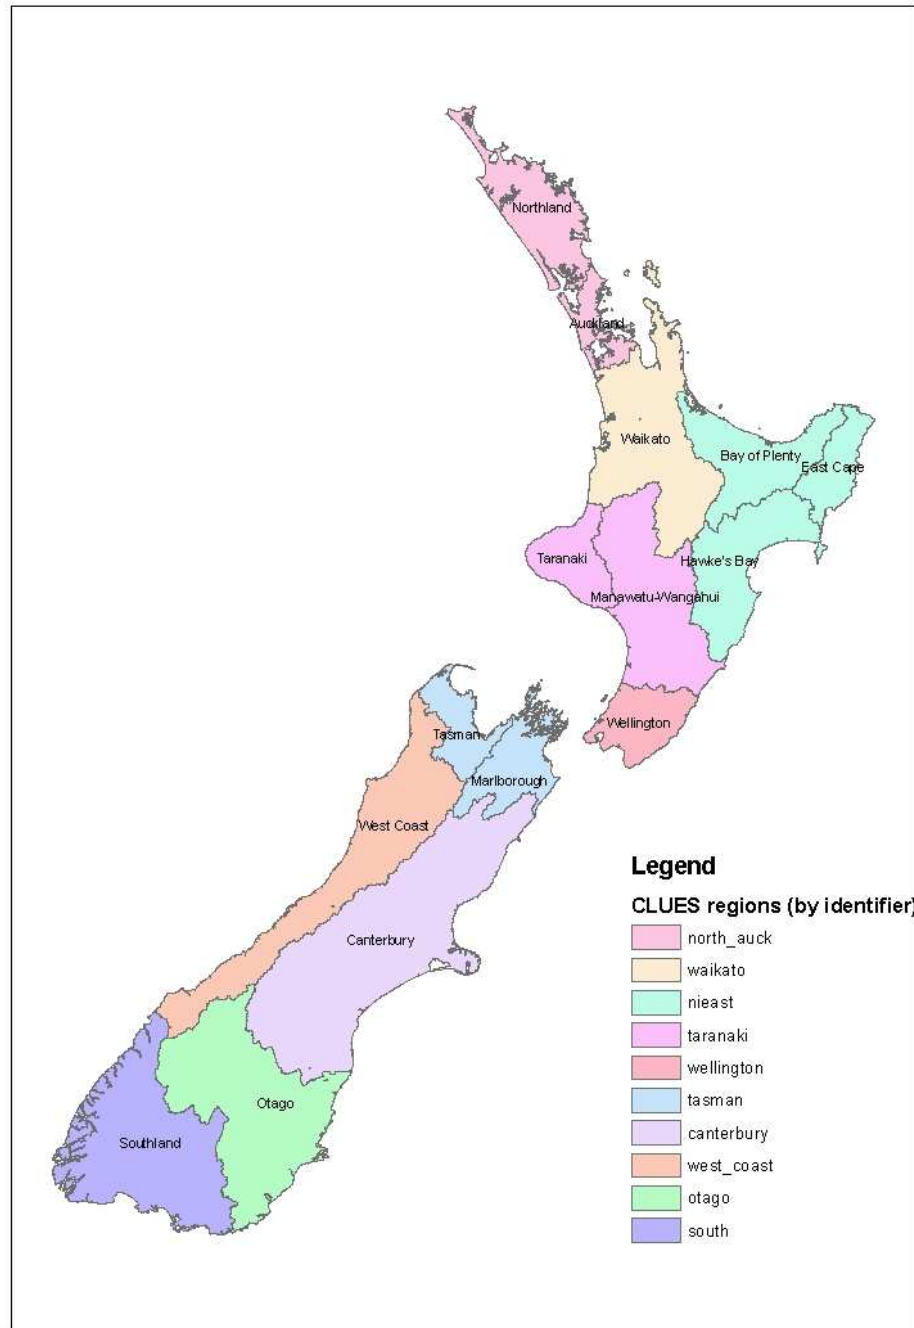 Northland
Auckland
Waikato
Bay of Plenty
East Cape
Taranaki
Hawke's Bay
Manawatu-Wangahui
Wellington
Tasman
Marlborough
West Coast
Canterbury
Otago
Southland
Legend
CLUES regions (by identifier)
north_auck
waikato
nieast
taranaki
wellington
tasman
canterbury
west_coast
otago
south